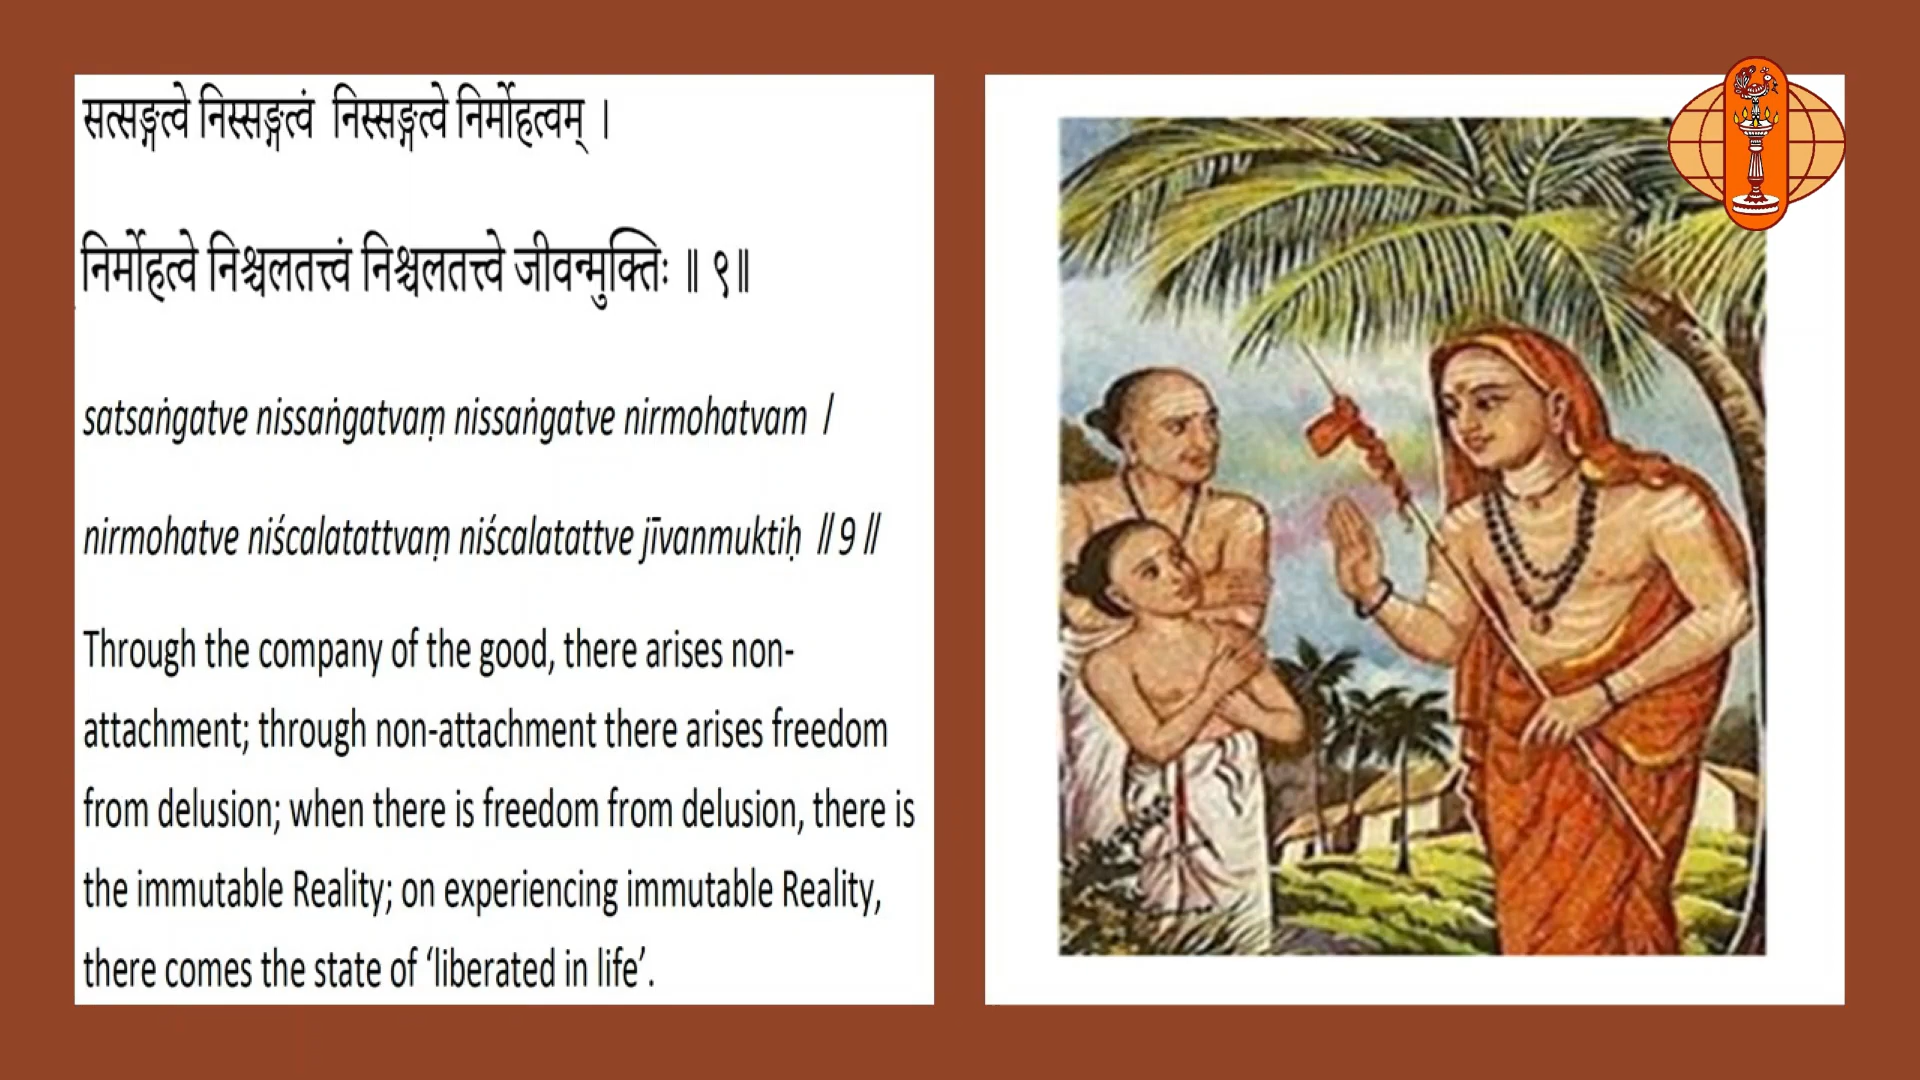 सत्सङ्गत्वे निस्सङ्गत्वं निस्सङ्गत्वे निर्मोहत्वम् ।
निर्मोहत्वे निश्चलतत्त्वं निश्चलतत्त्वे जीवन्मुक्तिः ॥ ९॥
satsaṅgatve nissaṅgatvaṃ nissaṅgatve nirmohatvam /
nirmohatve niścalatattvaṃ niścalatattve jīvanmuktiḥ // 9 //
Through the company of the good, there arises non-
attachment; through non-attachment there arises freedom
from delusion; when there is freedom from delusion, there is
the immutable Reality; on experiencing immutable Reality,
there comes the state of ‘liberated in life’.